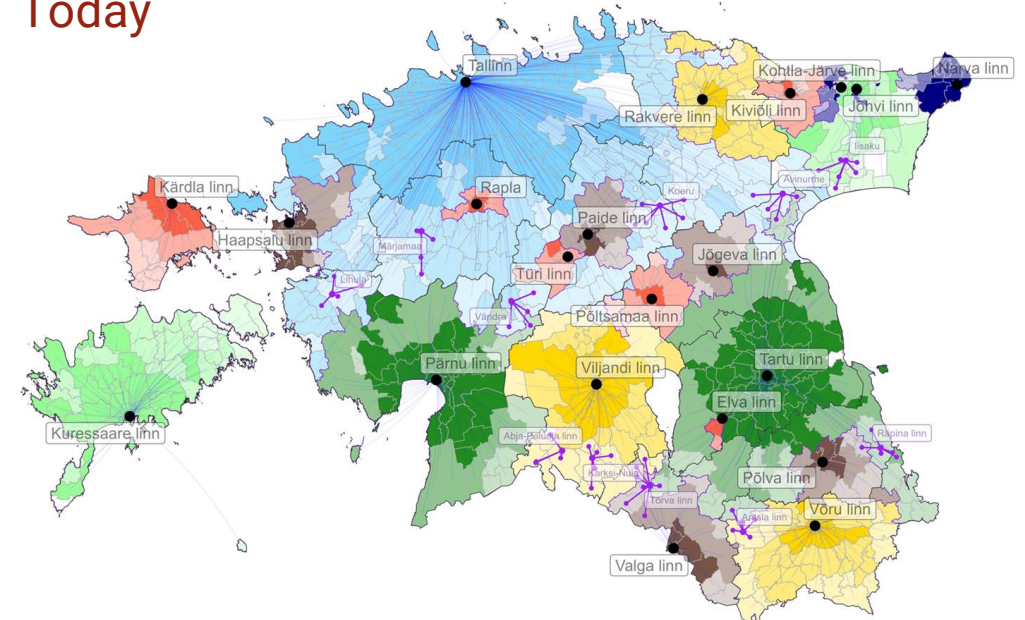 Today
Tallinn
Kohtla-Järve linn
Narva linn
Rakvere linn
Kiviõli linn
Jõhvi linn
Iisaku
Avinurme
Kärdla linn
Rapla
Koeru
Haapsalu linn
Paide linn
Märjamaa
Jõgeva linn
Türi linn
Lihula
Vändra
Põltsamaa linn
Pärnu linn
Viljandi linn
Tartu linn
Elva linn
Kuressaare linn
Abja-Paluoja linn
Räpina linn
Karksi-Nuia
Põlva linn
Tõrva linn
Võru linn
Antsla linn
Valga linn